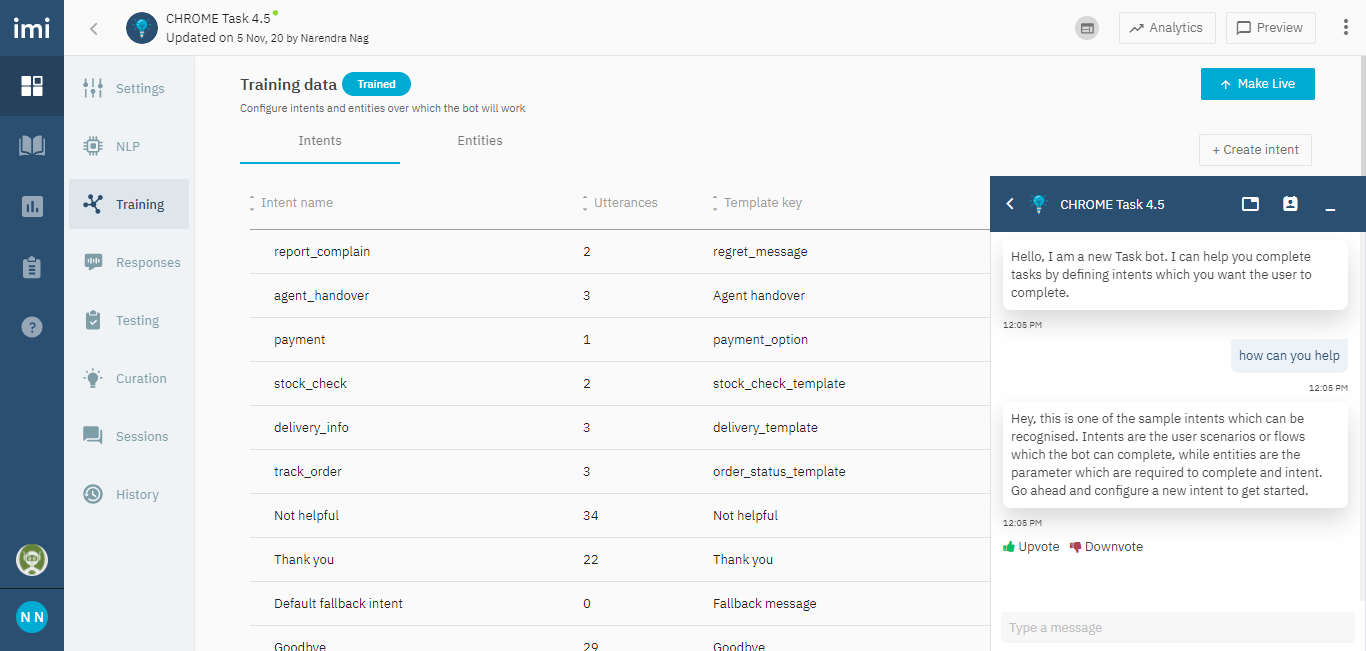 imi
CHROME Task 4.5
Updated on 5 Nov, 20 by Narendra Nag
Analytics
Preview
Settings
NLP
Training
Responses
Testing
Curation
Sessions
History
N N
Training data Trained
Configure intents and entities over which the bot will work
Make Live
Intents Entities
+ Create intent
Intent name Utterances Template key
report_complain 2 regret_message
agent_handover 3 Agent handover
payment 1 payment_option
stock_check 2 stock_check_template
delivery_info 3 delivery_template
track_order 3 order_status_template
Not helpful 34 Not helpful
Thank you 22 Thank you
Default fallback intent 0 Fallback message
Goodbye 29 Goodbye
CHROME Task 4.5
Hello, I am a new Task bot. I can help you complete
tasks by defining intents which you want the user to
complete.
12:05 PM
how can you help
12:05 PM
Hey, this is one of the sample intents which can be
recognised. Intents are the user scenarios or flows
which the bot can complete, while entities are the
parameter which are required to complete and intent.
Go ahead and configure a new intent to get started.
12:05 PM
Upvote Downvote
Type a message